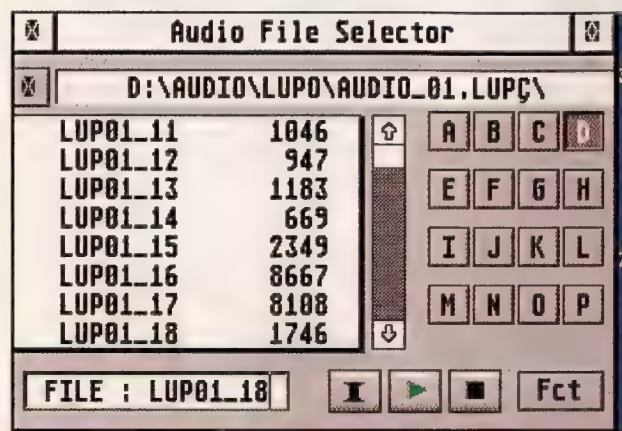 Audio File Selector
D:\AUDIO\LUPO\AUDIO_01.LUPÇ\
LUP01_11 1046
LUP01_12 947
LUP01_13 1183
LUP01_14 669
LUP01_15 2349
LUP01_16 8667
LUP01_17 8108
LUP01_18 1746
A B C D
E F G H
I J K L
M N O P
FILE : LUP01_18
Fct